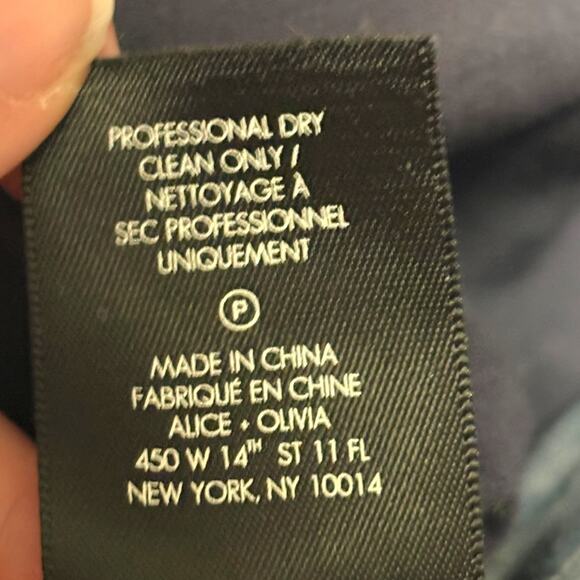 PROFESSIONAL DRY
CLEAN ONLY /
NETTOYAGE À
SEC PROFESSIONNEL
UNIQUEMENT
P
MADE IN CHINA
FABRIQUÉ EN CHINE
ALICE + OLIVIA
450 W 14TH ST 11 FL
NEW YORK, NY 10014